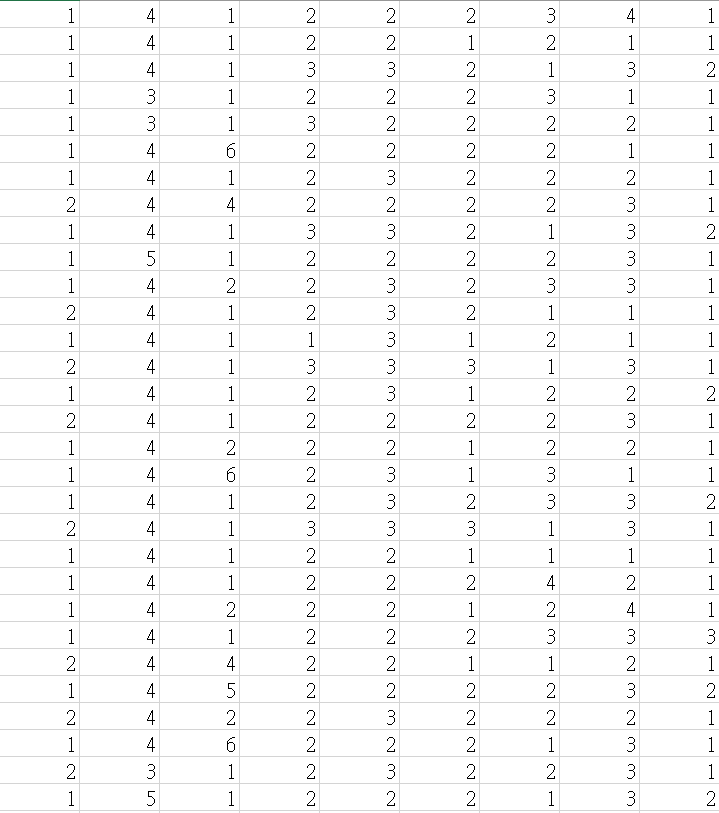 1 4 1 2 2 2 3 4 1
1 4 1 2 2 1 2 1 1
1 4 1 3 3 2 1 3 2
1 3 1 2 2 2 3 1 1
1 3 1 3 2 2 2 2 1
1 4 6 2 2 2 2 1 1
1 4 1 2 3 2 2 2 1
2 4 4 2 2 2 2 3 1
1 4 1 3 3 2 1 3 2
1 5 1 2 2 2 2 3 1
1 4 2 2 3 2 3 3 1
2 4 1 2 3 2 1 1 1
1 4 1 1 3 1 2 1 1
2 4 1 3 3 3 1 3 1
1 4 1 2 3 1 2 2 2
2 4 1 2 2 2 2 3 1
1 4 2 2 2 1 2 2 1
1 4 6 2 3 1 3 1 1
1 4 1 2 3 2 3 3 2
2 4 1 3 3 3 1 3 1
1 4 1 2 2 1 1 1 1
1 4 1 2 2 2 4 2 1
1 4 2 2 2 1 2 4 1
1 4 1 2 2 2 3 3 3
2 4 4 2 2 1 1 2 1
1 4 5 2 2 2 2 3 2
2 4 2 2 3 2 2 2 1
1 4 6 2 2 2 1 3 1
2 3 1 2 3 2 2 3 1
1 5 1 2 2 2 1 3 2